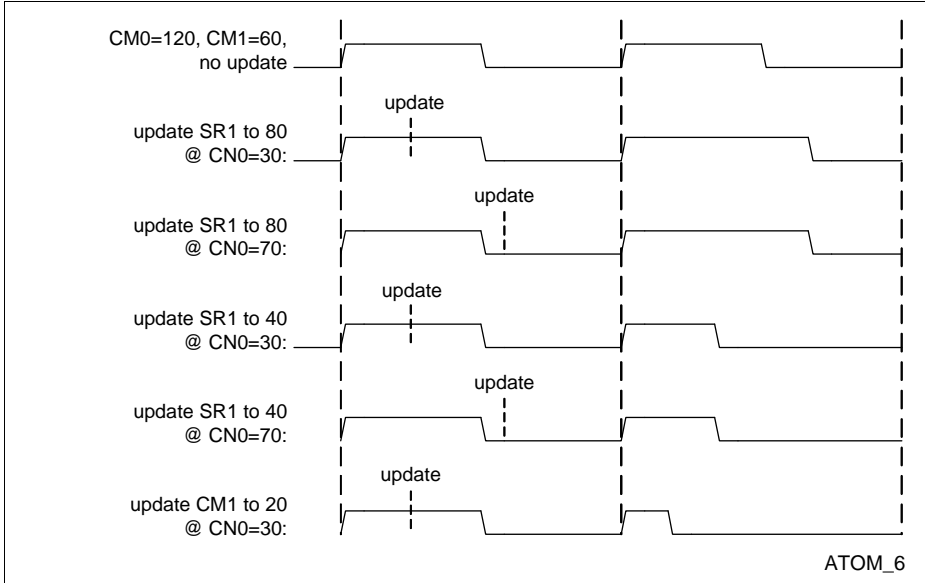 CM0=120, CM1=60,
no update
update
update SR1 to 80
@ CN0=30:
update
update SR1 to 80
@ CN0=70:
update
update SR1 to 40
@ CN0=30:
update
update SR1 to 40
@ CN0=70:
update
update CM1 to 20
@ CN0=30:
ATOM_6